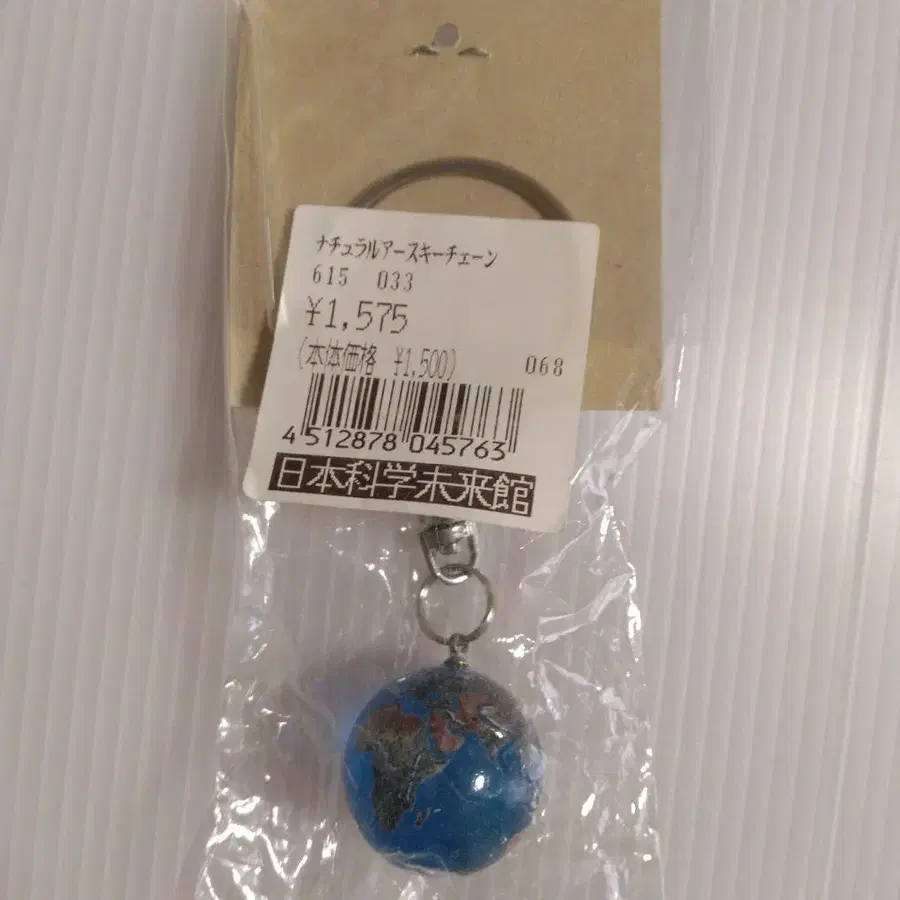 ナチュラルアースキーチェーン
615 033
¥1,575
(本体価格 ¥1,500) 068
4 512878 045763
日本科学未来館